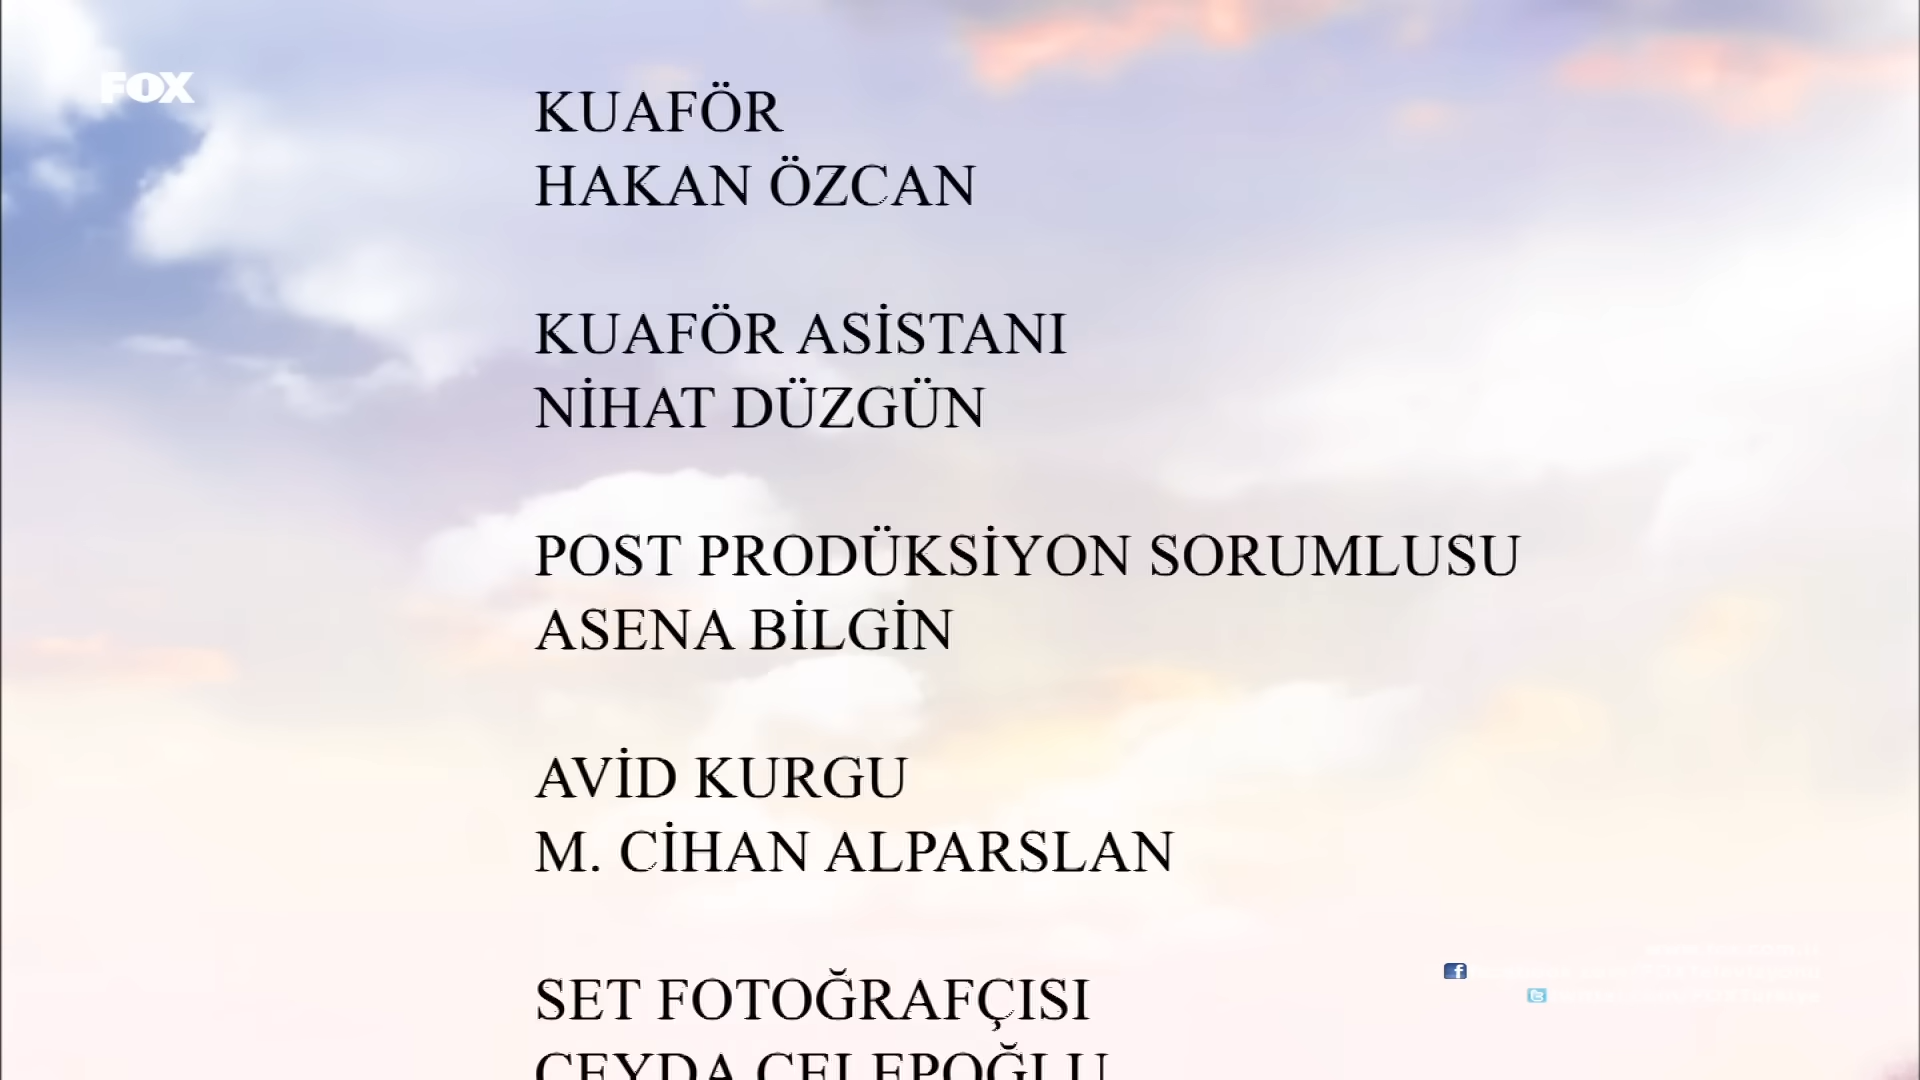 FOX
KUAFÖR
HAKAN ÖZCAN
KUAFÖR ASİSTANI
NİHAT DÜZGÜN
POST PRODÜKSİYON SORUMLUSU
ASENA BİLGİN
AVİD KURGU
M. CİHAN ALPARSLAN
SET FOTOĞRAFÇISI
CEYDA CELEPOĞLU